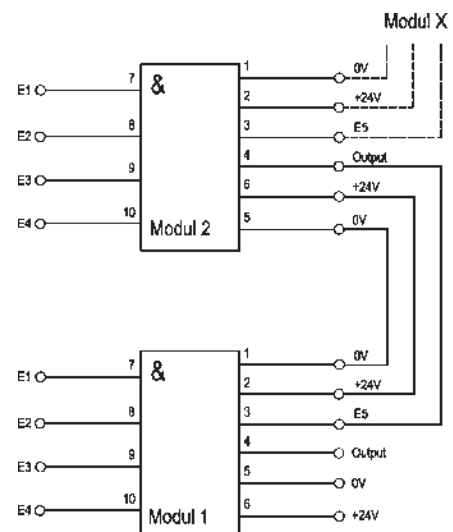 Modul X
7 & 1 0V
E1 2 +24V
8 3 E5
E2 4 Output
9 6 +24V
E3 5 0V
10
E4 Modul 2
7 & 1 0V
E1 2 +24V
8 3 E5
E2 4 Output
9 5 0V
E3 6 +24V
10
E4 Modul 1